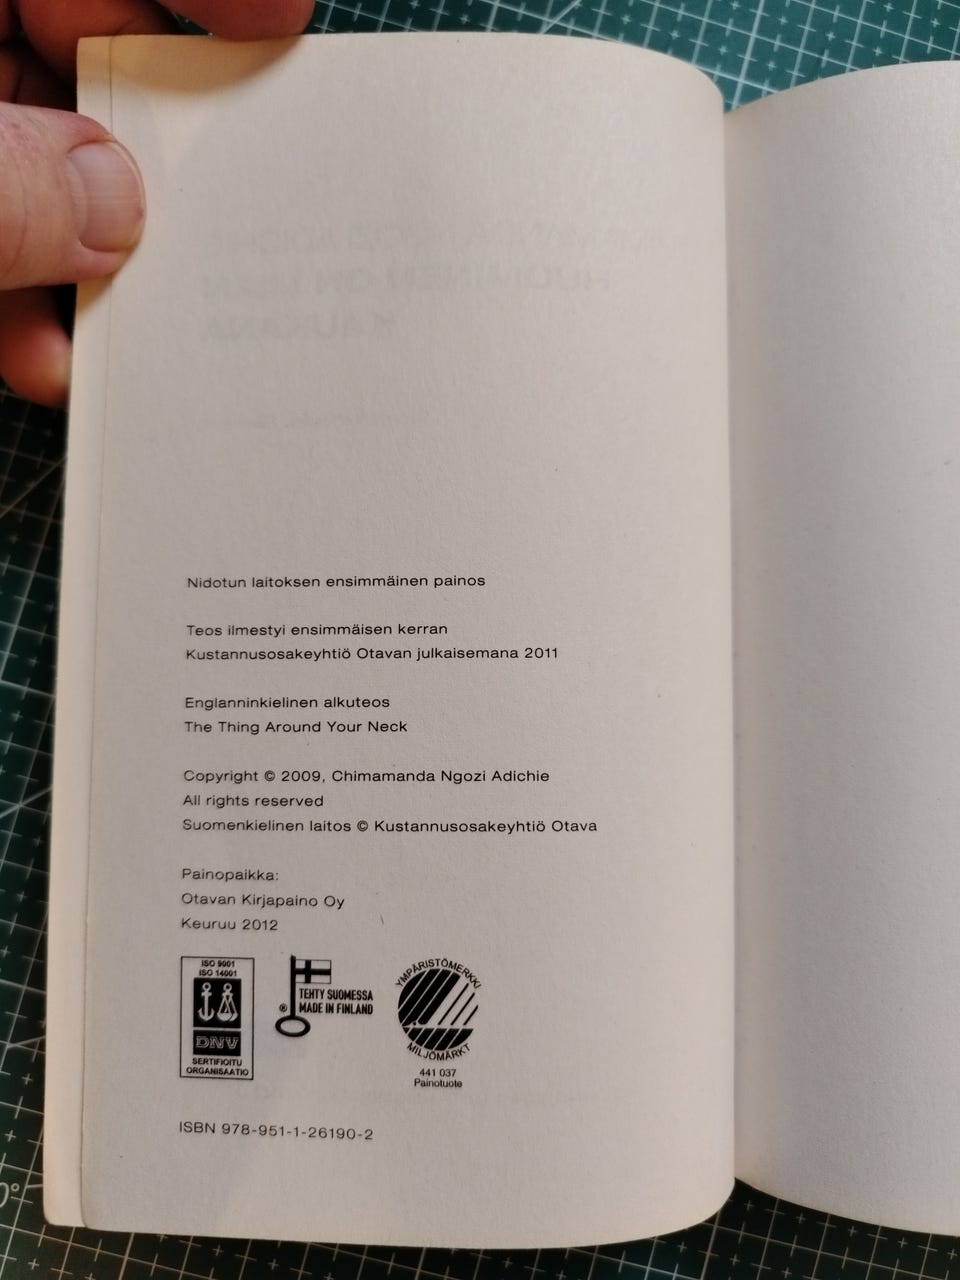 Nidotun laitoksen ensimmäinen painos
Teos ilmestyi ensimmäisen kerran
Kustannusosakeyhtiö Otavan julkaisemana 2011
Englanninkielinen alkuteos
The Thing Around Your Neck
Copyright © 2009, Chimamanda Ngozi Adichie
All rights reserved
Suomenkielinen laitos © Kustannusosakeyhtiö Otava
Painopaikka:
Otavan Kirjapaino Oy
Keuruu 2012
ISO 9001
ISO 14001
DNV
SERTIFIOITU
ORGANISAATIO
TEHTY SUOMESSA
® MADE IN FINLAND
YMPÄRISTÖMERKKI
MILJÖMÄRKT
441 037
Painotuote
ISBN 978-951-1-26190-2
0°